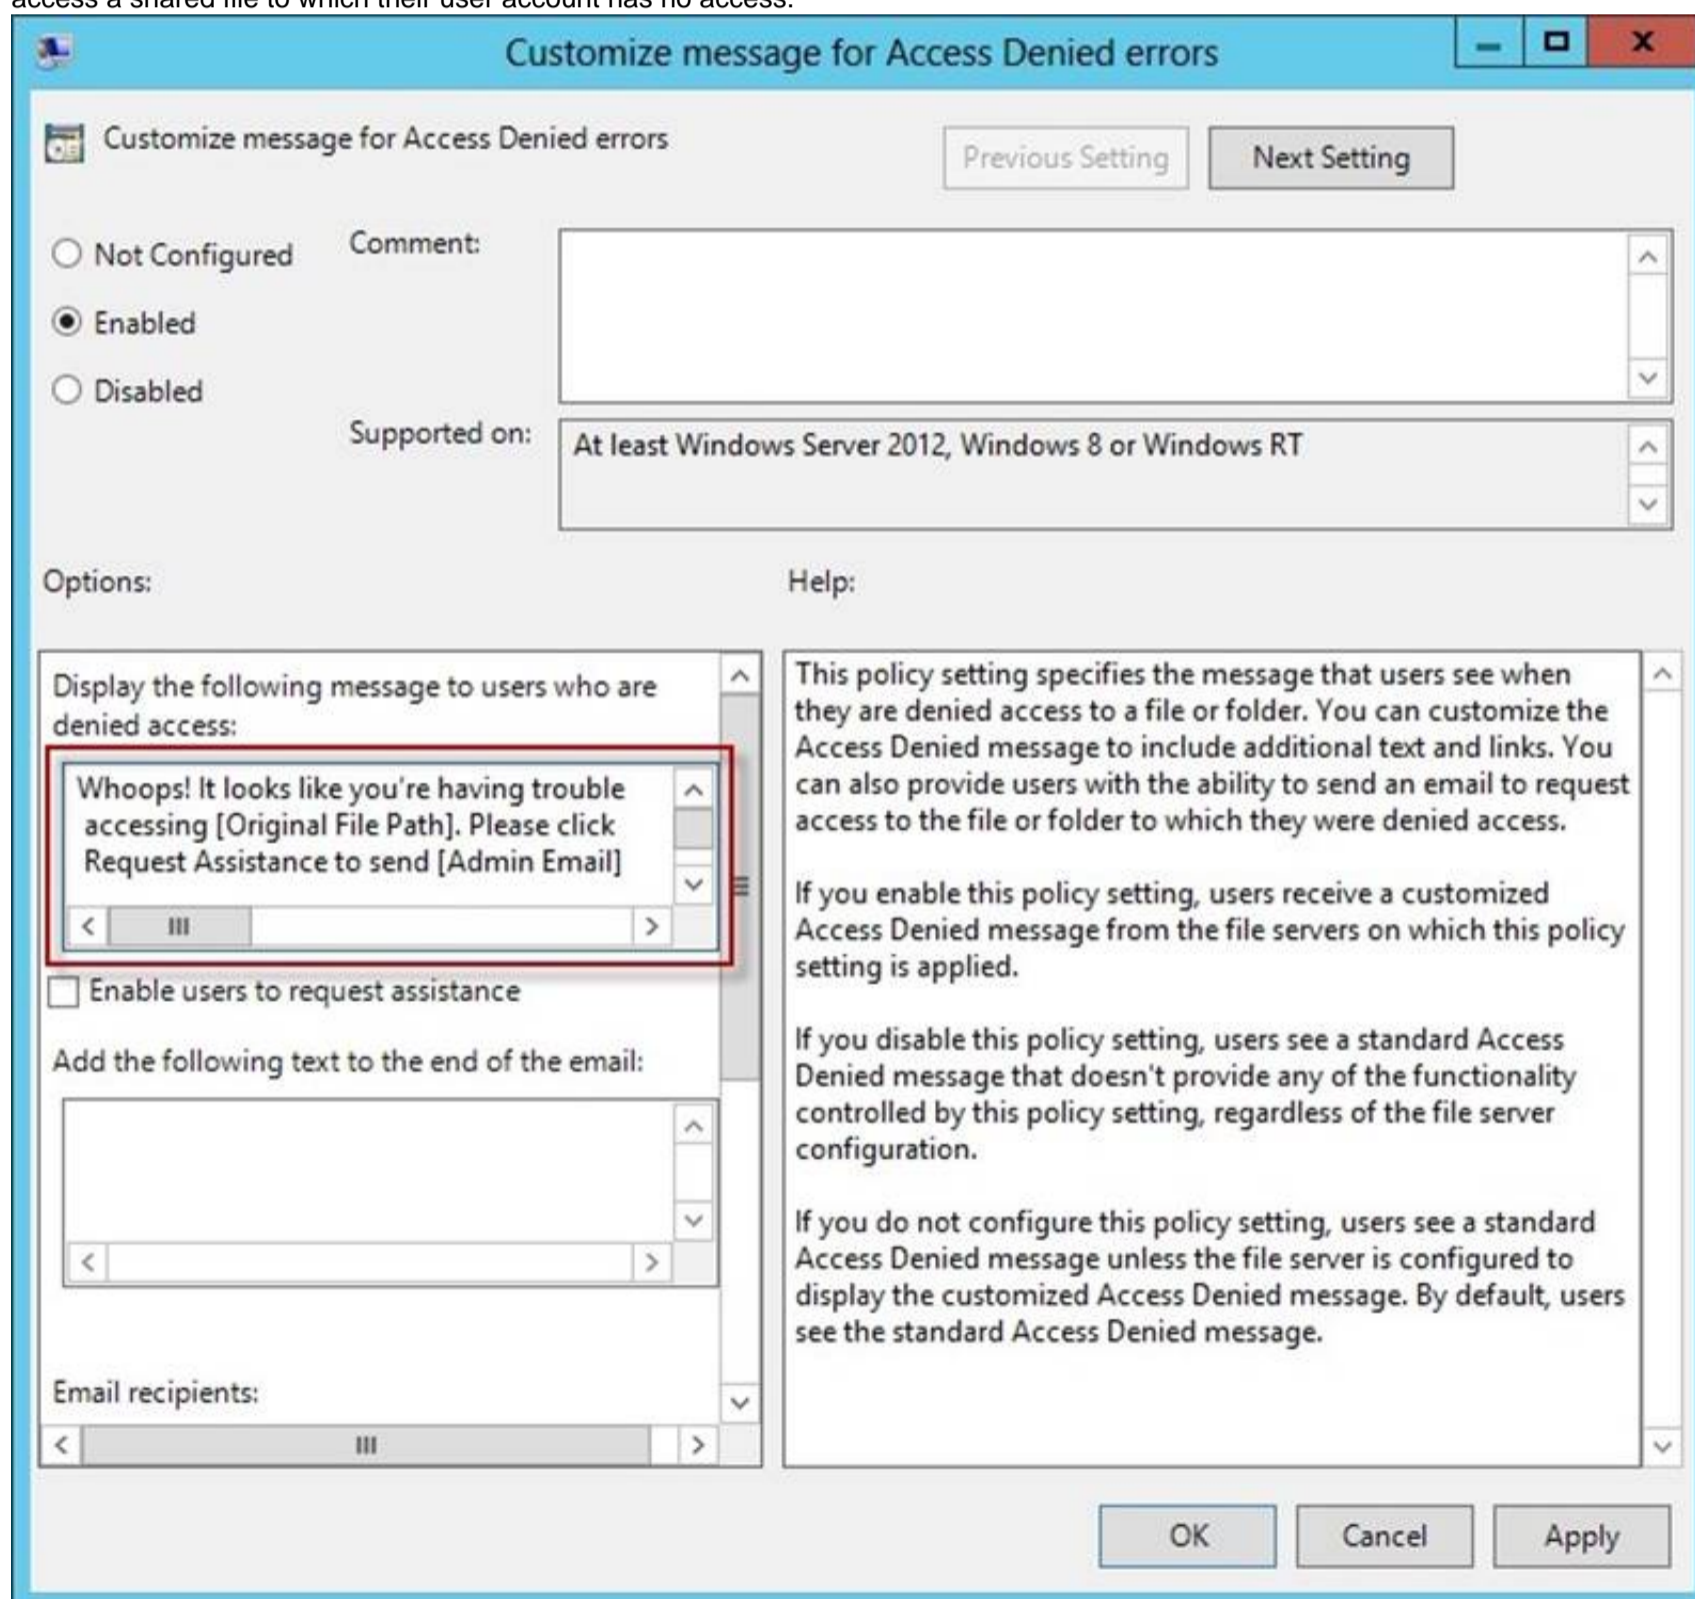 access a shared file to which their user account has no access.
Customize message for Access Denied errors
Customize message for Access Denied errors
Previous Setting
Next Setting
Not Configured
Comment:
Enabled
Disabled
Supported on:
At least Windows Server 2012, Windows 8 or Windows RT
Options:
Help:
Display the following message to users who are
denied access:
Whoops! It looks like you're having trouble
accessing [Original File Path]. Please click
Request Assistance to send [Admin Email]
Enable users to request assistance
Add the following text to the end of the email:
Email recipients:
This policy setting specifies the message that users see when
they are denied access to a file or folder. You can customize the
Access Denied message to include additional text and links. You
can also provide users with the ability to send an email to request
access to the file or folder to which they were denied access.
If you enable this policy setting, users receive a customized
Access Denied message from the file servers on which this policy
setting is applied.
If you disable this policy setting, users see a standard Access
Denied message that doesn't provide any of the functionality
controlled by this policy setting, regardless of the file server
configuration.
If you do not configure this policy setting, users see a standard
Access Denied message unless the file server is configured to
display the customized Access Denied message. By default, users
see the standard Access Denied message.
OK
Cancel
Apply